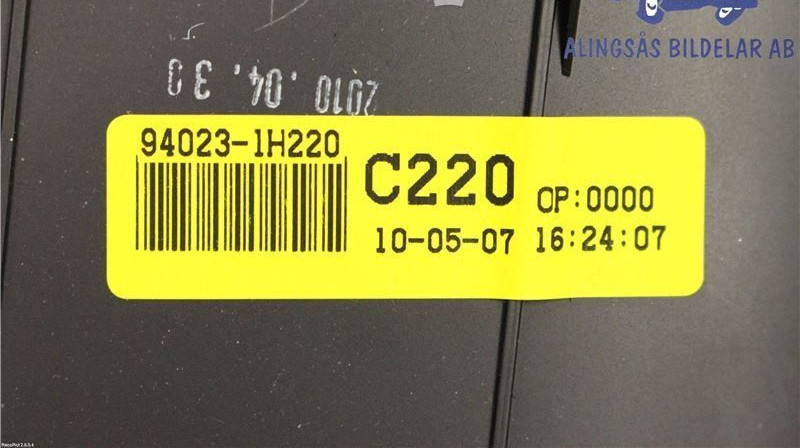 ALINGSÅS BILDELAR AB
2010.04.30
94023-1H220
C220
OP:0000
10-05-07 16:24:07